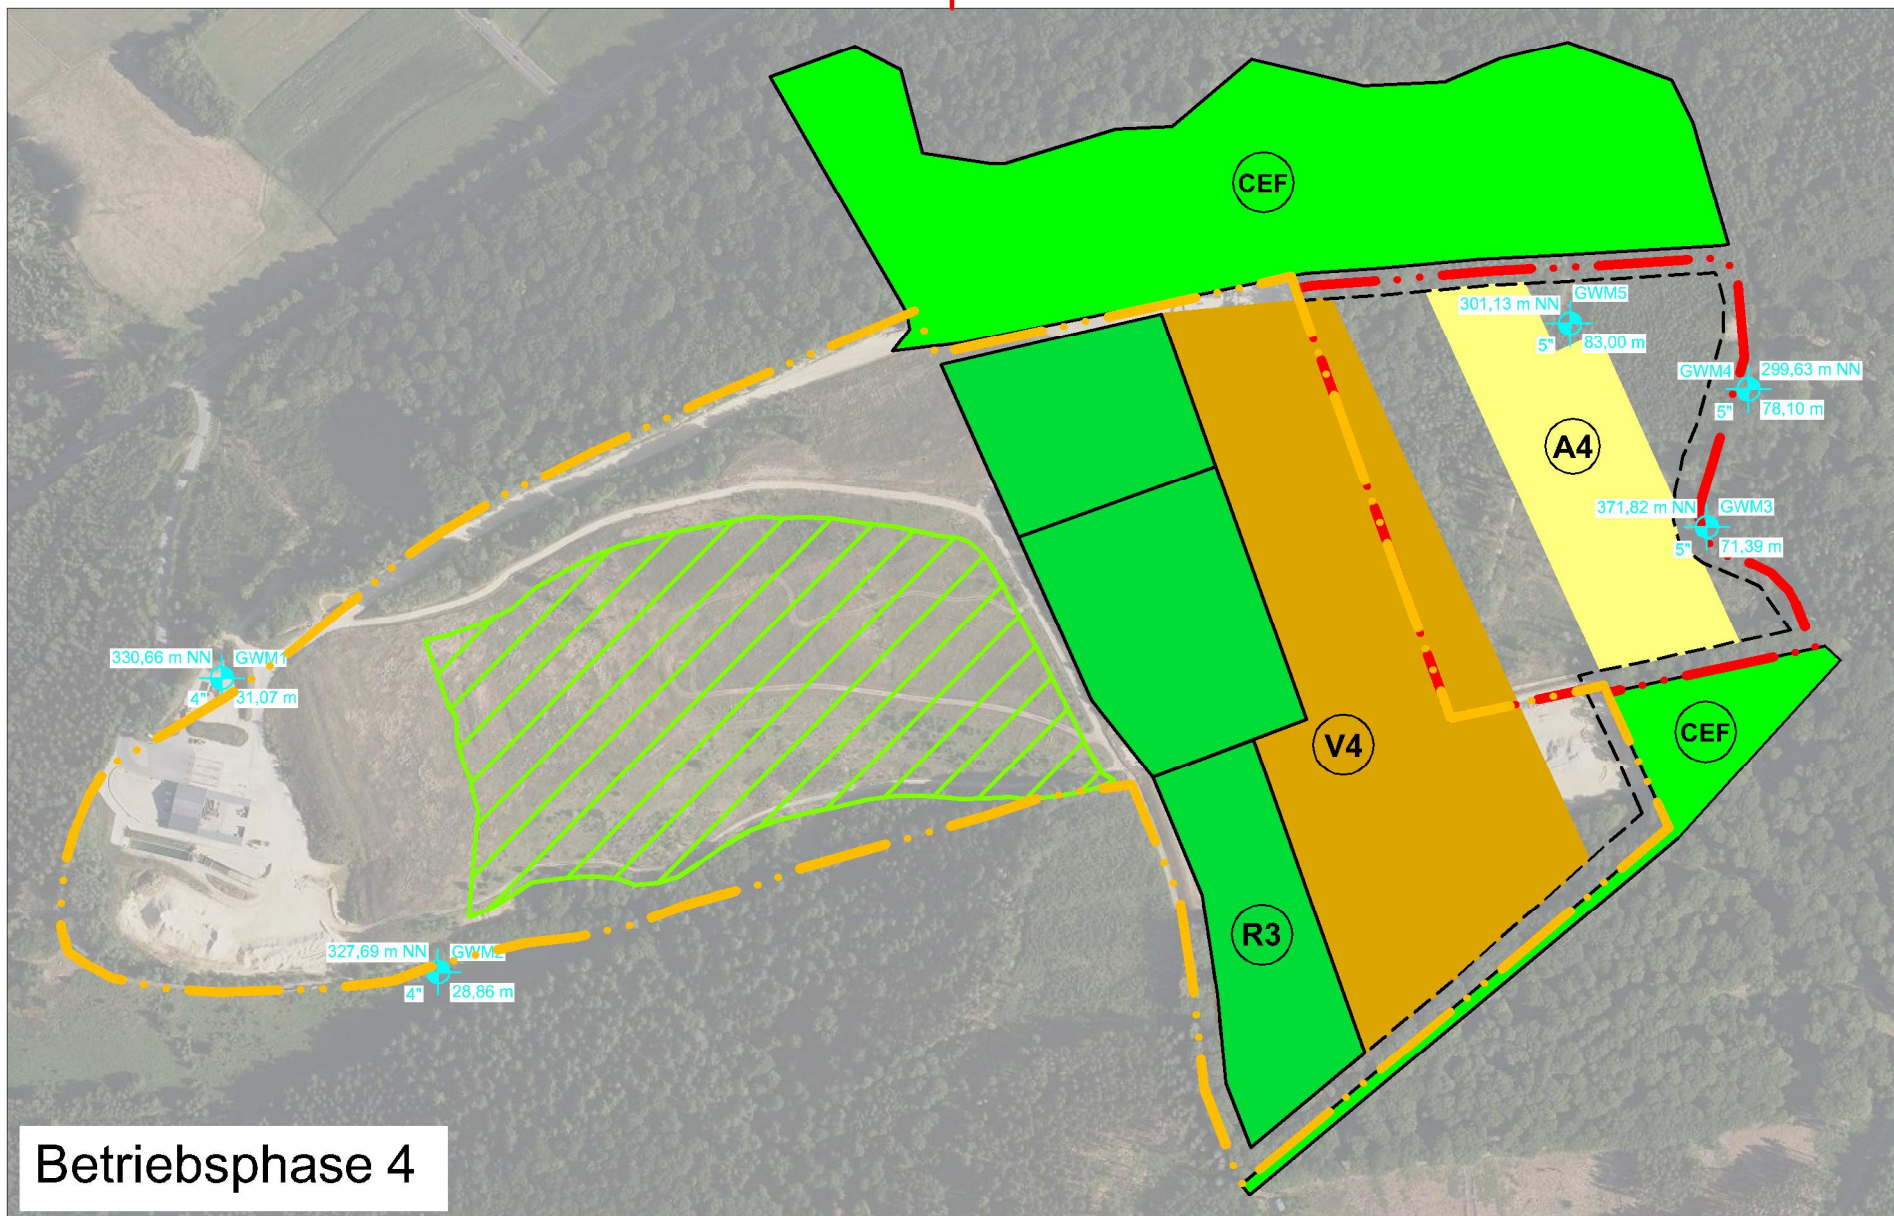 CEF
301,13 m NN GWM5
5" 83,00 m
GWM4 299,63 m NN
5" 78,10 m
A4
371,82 m NN GWM3
5" 71,39 m
330,66 m NN GWM1
4" 31,07 m
CEF
V4
R3
327,69 m NN GWM2
4" 28,86 m
Betriebsphase 4